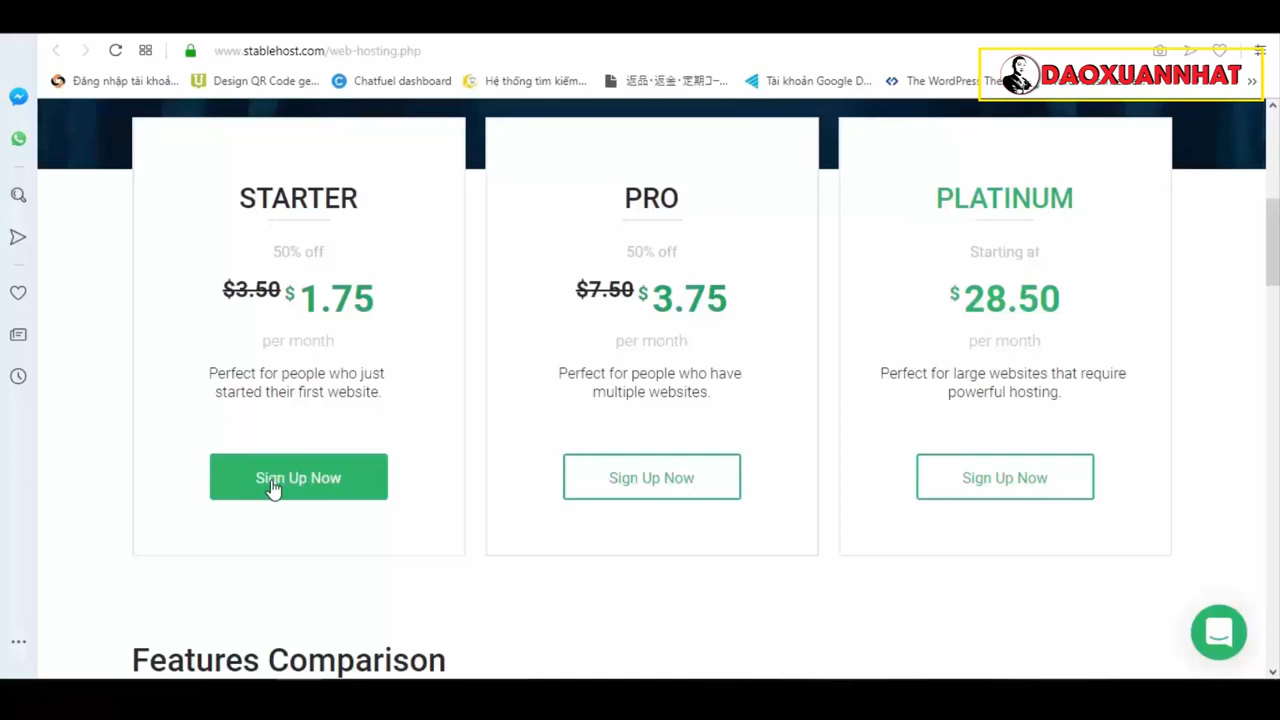 www.stablehost.com/web-hosting.php
Đăng nhập tài khoả... Design QR Code ge... Chatfuel dashboard Hệ thống tìm kiếm... 返品・返金・定期コー... Tài khoản Google D... The WordPress The
DAOXUANNHAT
STARTER
50% off
$3.50 $1.75
per month
Perfect for people who just
started their first website.
Sign Up Now
PRO
50% off
$7.50 $3.75
per month
Perfect for people who have
multiple websites.
Sign Up Now
PLATINUM
Starting at
$28.50
per month
Perfect for large websites that require
powerful hosting.
Sign Up Now
Features Comparison